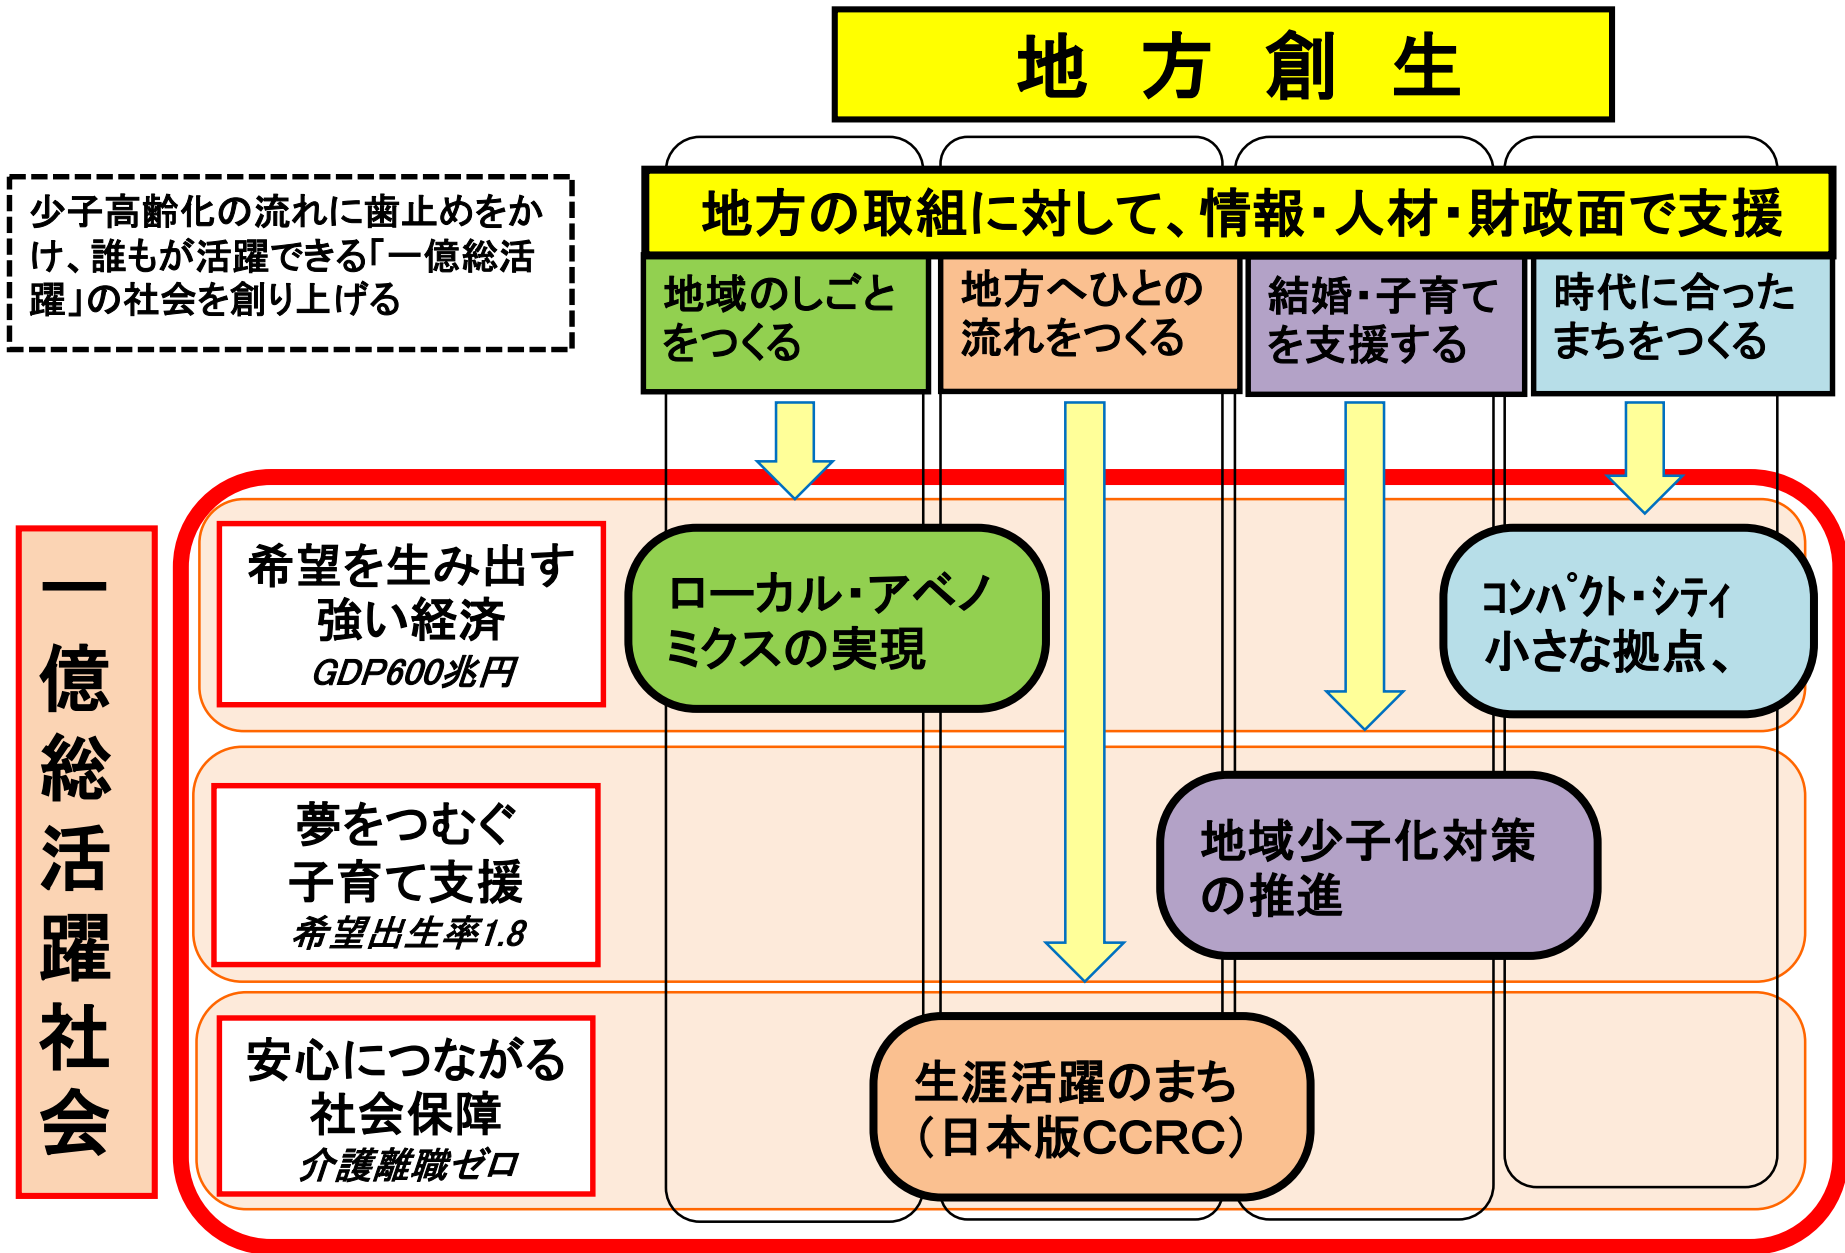 地方創生
少子高齢化の流れに歯止めをか
け、誰もが活躍できる「一億総活
躍」の社会を創り上げる
地方の取組に対して、情報・人材・財政面で支援
地域のしごと
をつくる
地方へひとの
流れをつくる
結婚・子育て
を支援する
時代に合った
まちをつくる
一億総活躍社会
希望を生み出す
強い経済
GDP600兆円
ローカル・アベノ
ミクスの実現
コンパクト・シティ
小さな拠点、
夢をつむぐ
子育て支援
希望出生率1.8
地域少子化対策
の推進
安心につながる
社会保障
介護離職ゼロ
生涯活躍のまち
（日本版CCRC）